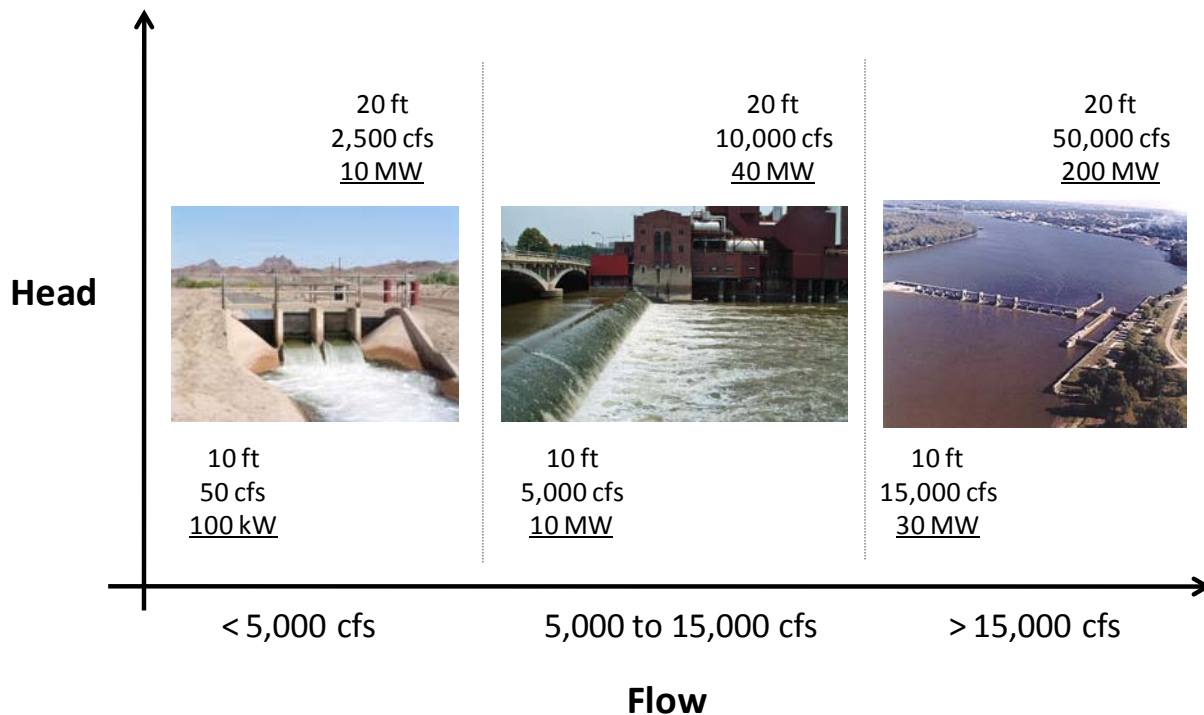 20 ft
2,500 cfs
10 MW
20 ft
10,000 cfs
40 MW
20 ft
50,000 cfs
200 MW
Head
10 ft
50 cfs
100 kW
10 ft
5,000 cfs
10 MW
10 ft
15,000 cfs
30 MW
< 5,000 cfs
5,000 to 15,000 cfs
> 15,000 cfs
Flow